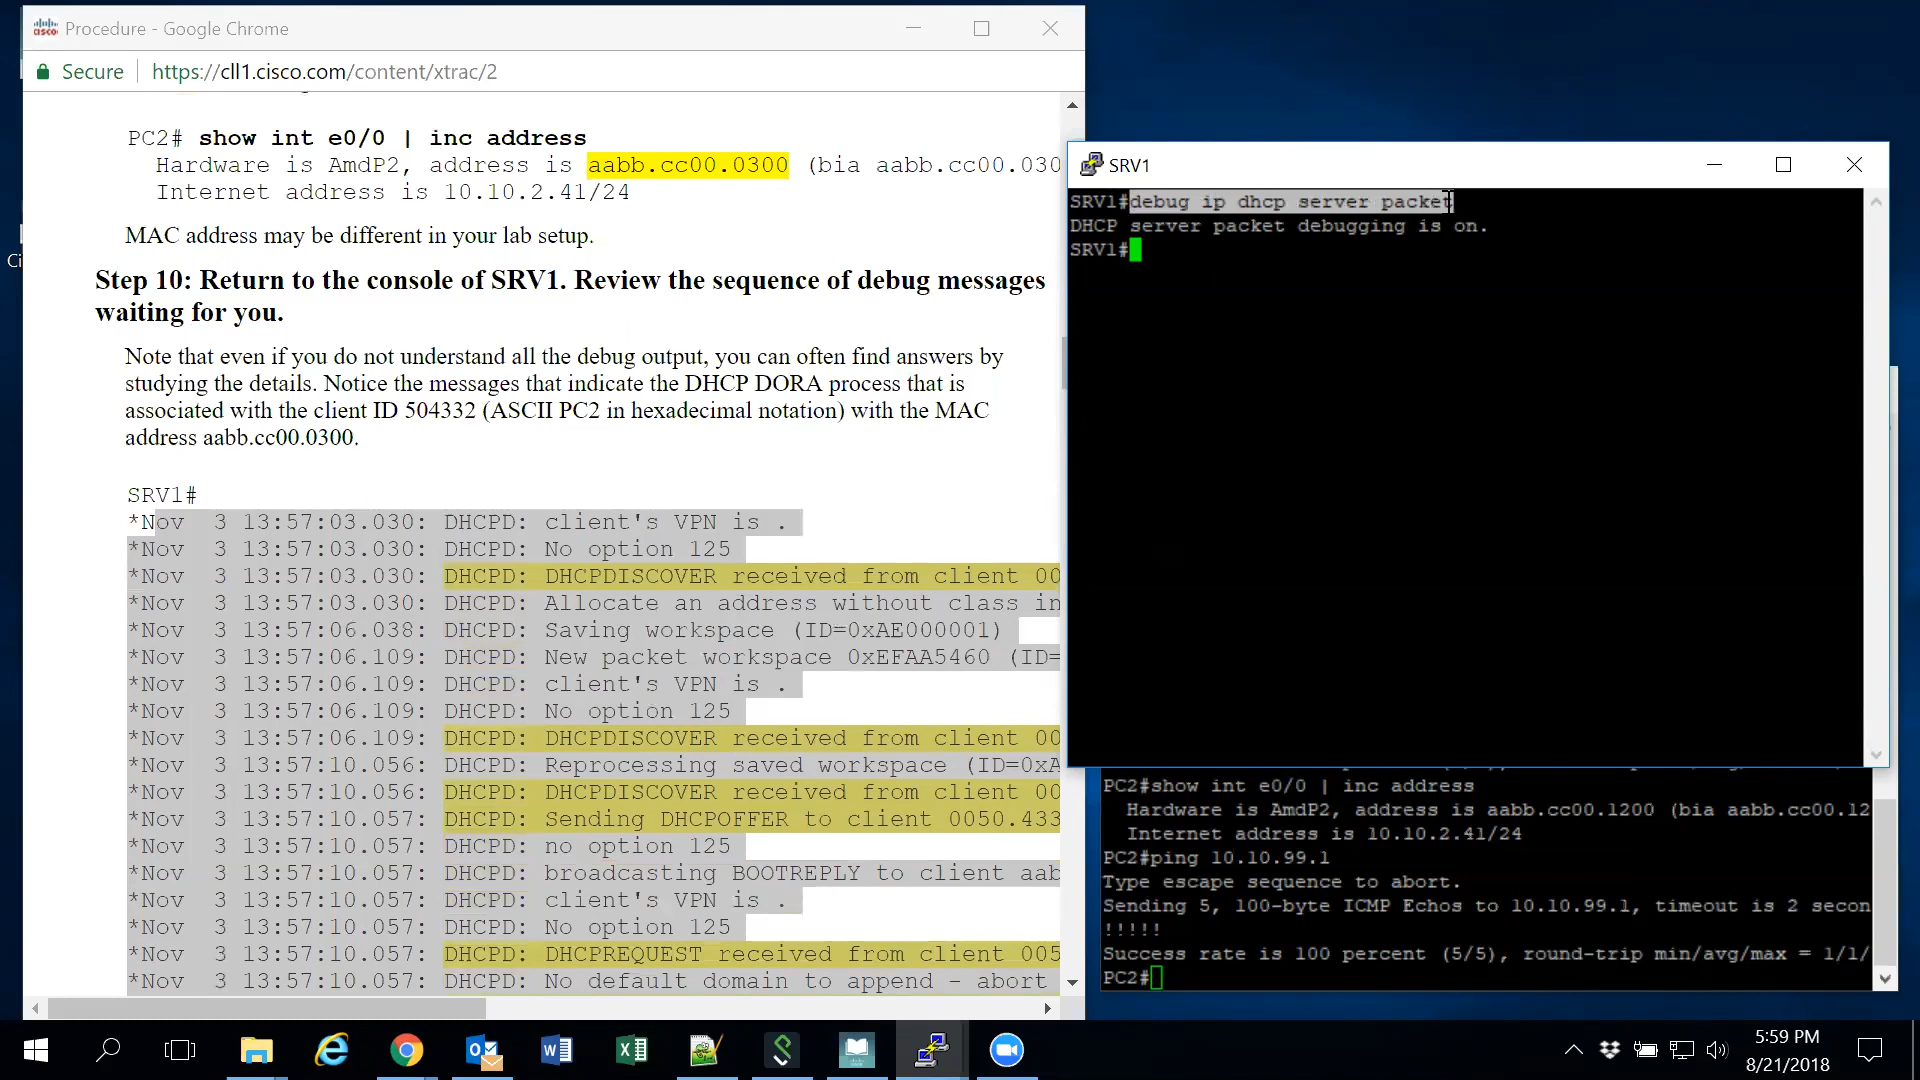 Procedure - Google Chrome
Secure
https://cll1.cisco.com/content/xtrac/2
PC2# show int e0/0 | inc address
Hardware is AmdP2, address is aabb.cc00.0300 (bia aabb.cc00.030
Internet address is 10.10.2.41/24
MAC address may be different in your lab setup.
Step 10: Return to the console of SRV1. Review the sequence of debug messages
waiting for you.
Note that even if you do not understand all the debug output, you can often find answers by
studying the details. Notice the messages that indicate the DHCP DORA process that is
associated with the client ID 504332 (ASCII PC2 in hexadecimal notation) with the MAC
address aabb.cc00.0300.
SRV1#
*Nov 3 13:57:03.030: DHCPD: client's VPN is .
*Nov 3 13:57:03.030: DHCPD: No option 125
*Nov 3 13:57:03.030: DHCPD: DHCPDISCOVER received from client 00
*Nov 3 13:57:03.030: DHCPD: Allocate an address without class in
*Nov 3 13:57:06.038: DHCPD: Saving workspace (ID=0xAE000001)
*Nov 3 13:57:06.109: DHCPD: New packet workspace 0xEFAA5460 (ID=
*Nov 3 13:57:06.109: DHCPD: client's VPN is .
*Nov 3 13:57:06.109: DHCPD: No option 125
*Nov 3 13:57:06.109: DHCPD: DHCPDISCOVER received from client 00
*Nov 3 13:57:10.056: DHCPD: Reprocessing saved workspace (ID=0xA
*Nov 3 13:57:10.056: DHCPD: DHCPDISCOVER received from client 00
*Nov 3 13:57:10.057: DHCPD: Sending DHCPOFFER to client 0050.433
*Nov 3 13:57:10.057: DHCPD: no option 125
*Nov 3 13:57:10.057: DHCPD: broadcasting BOOTREPLY to client aab
*Nov 3 13:57:10.057: DHCPD: client's VPN is .
*Nov 3 13:57:10.057: DHCPD: No option 125
*Nov 3 13:57:10.057: DHCPD: DHCPREQUEST received from client 005
*Nov 3 13:57:10.057: DHCPD: No default domain to append - abort
SRV1
SRV1#debug ip dhcp server packet
DHCP server packet debugging is on.
SRV1#
PC2#show int e0/0 | inc address
Hardware is AmdP2, address is aabb.cc00.1200 (bia aabb.cc00.12
Internet address is 10.10.2.41/24
PC2#ping 10.10.99.1
Type escape sequence to abort.
Sending 5, 100-byte ICMP Echos to 10.10.99.1, timeout is 2 secon
!!!!!
Success rate is 100 percent (5/5), round-trip min/avg/max = 1/1/
PC2#
Ci
5:59 PM
8/21/2018